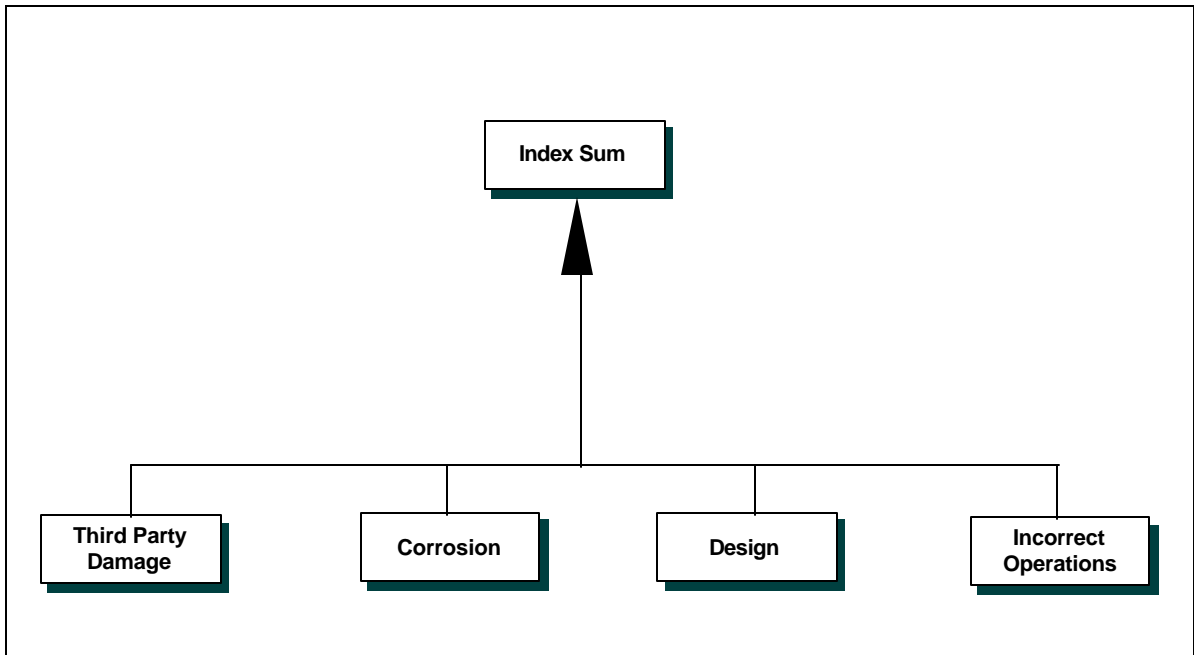 Index Sum
Third Party
Damage
Corrosion
Design
Incorrect
Operations